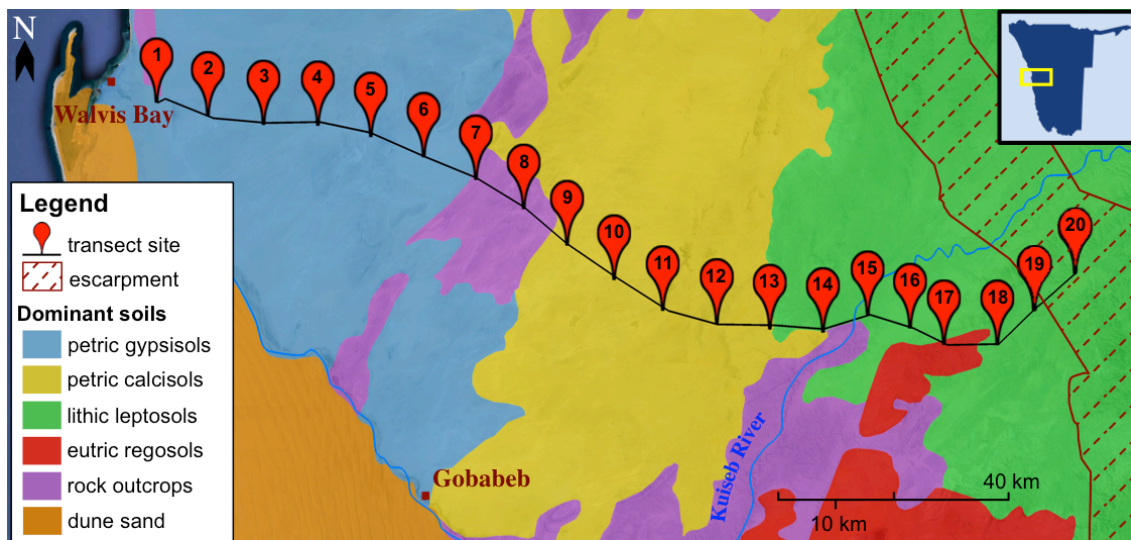 N
1
2
3
4
5
6
7
8
9
10
11
12
13
14
15
16
17
18
19
20
Walvis Bay
Legend
transect site
escarpment
Dominant soils
petric gypsisols
petric calcisols
lithic leptosols
eutric regosols
rock outcrops
dune sand
Gobabeb
Kuiseb River
40 km
10 km